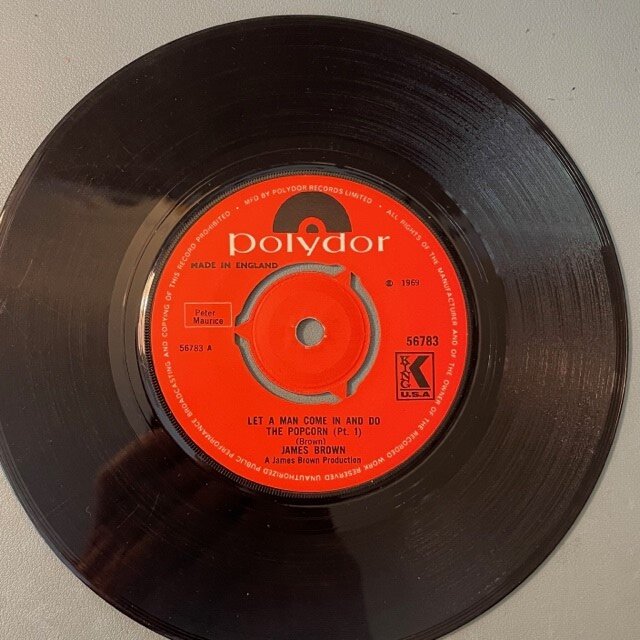 MFD BY POLYDOR RECORDS LIMITED • ALL RIGHTS OF THE MANUFACTURER AND OF THE OWNER OF THE RECORDED WORK RESERVED UNAUTHORIZED PUBLIC PERFORMANCE BROADCASTING AND COPYING OF THIS RECORD PROHIBITED •
polydor
MADE IN ENGLAND
℗ 1969
Peter
Maurice
56783 A
56783
KING
K
U.S.A
LET A MAN COME IN AND DO
THE POPCORN (Pt. 1)
(Brown)
JAMES BROWN
A James Brown Production